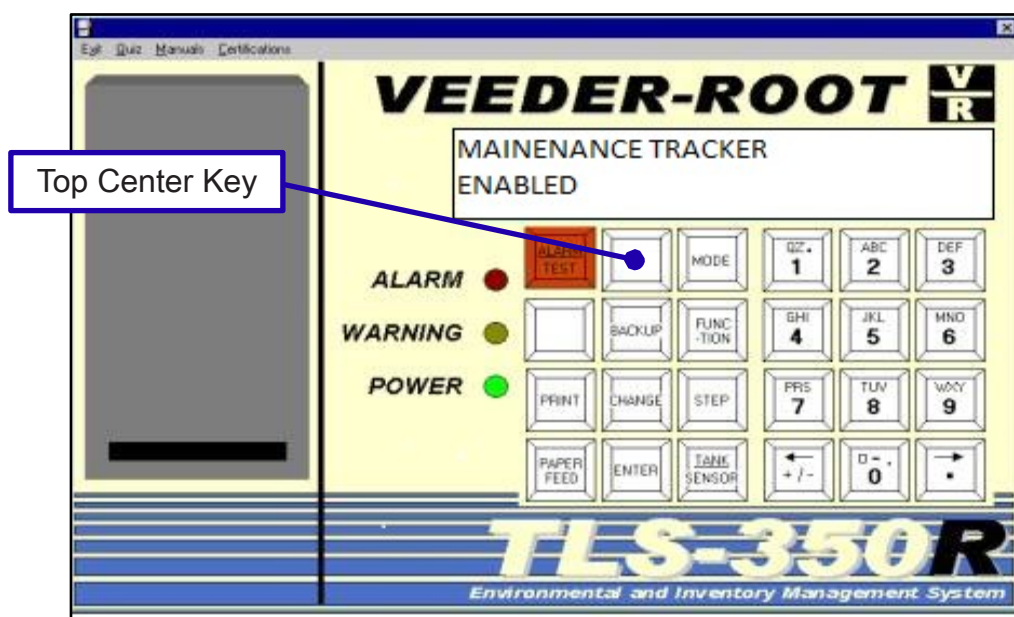 Exit Quiz Manuals Certifications
VEEDER-ROOT V R
MAINENANCE TRACKER
ENABLED
Top Center Key
ALARM TEST
MODE
QZ. 1
ABC 2
DEF 3
ALARM
WARNING
BACKUP
FUNC -TION
GHI 4
JKL 5
MNO 6
POWER
PRINT
CHANGE
STEP
PRS 7
TUV 8
WXY 9
PAPER FEED
ENTER
TANK SENSOR
+/-
0
TLS-350R
Environmental and Inventory Management System